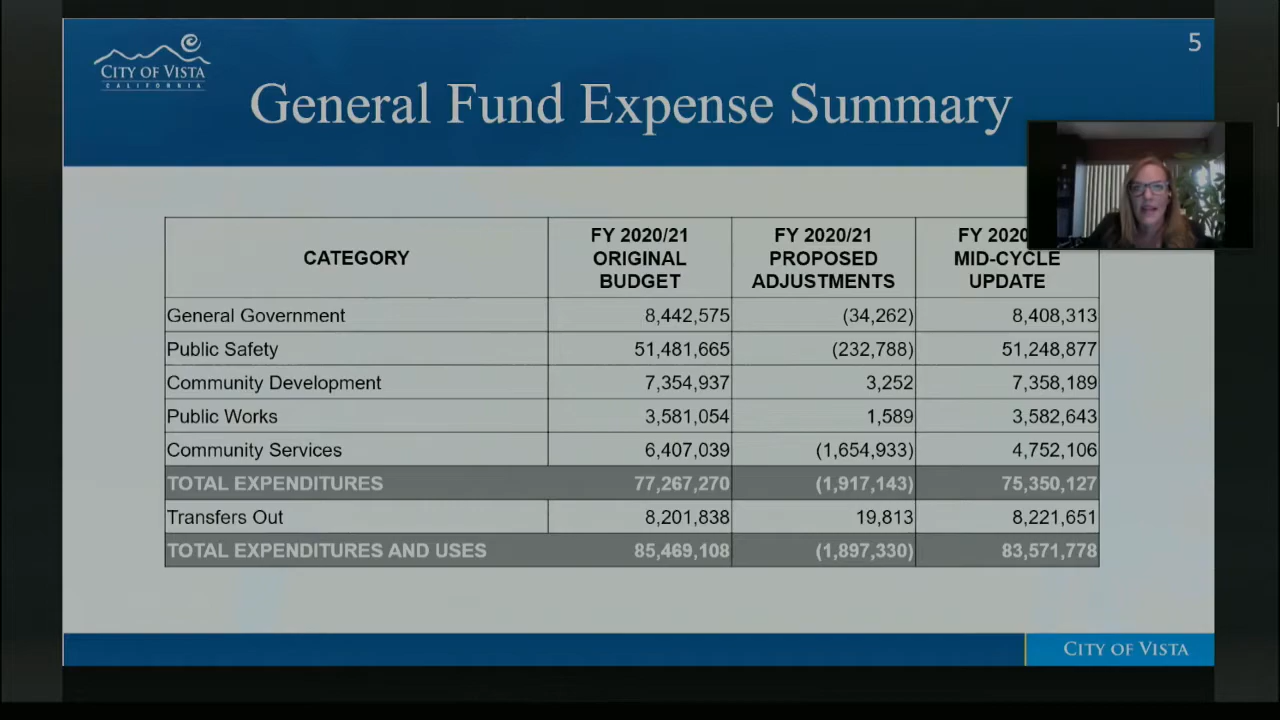 5
CITY OF VISTA
CALIFORNIA
General Fund Expense Summary
CATEGORY
FY 2020/21 ORIGINAL BUDGET
FY 2020/21 PROPOSED ADJUSTMENTS
FY 2020 MID-CYCLE UPDATE
General Government 8,442,575 (34,262) 8,408,313
Public Safety 51,481,665 (232,788) 51,248,877
Community Development 7,354,937 3,252 7,358,189
Public Works 3,581,054 1,589 3,582,643
Community Services 6,407,039 (1,654,933) 4,752,106
TOTAL EXPENDITURES 77,267,270 (1,917,143) 75,350,127
Transfers Out 8,201,838 19,813 8,221,651
TOTAL EXPENDITURES AND USES 85,469,108 (1,897,330) 83,571,778
CITY OF VISTA